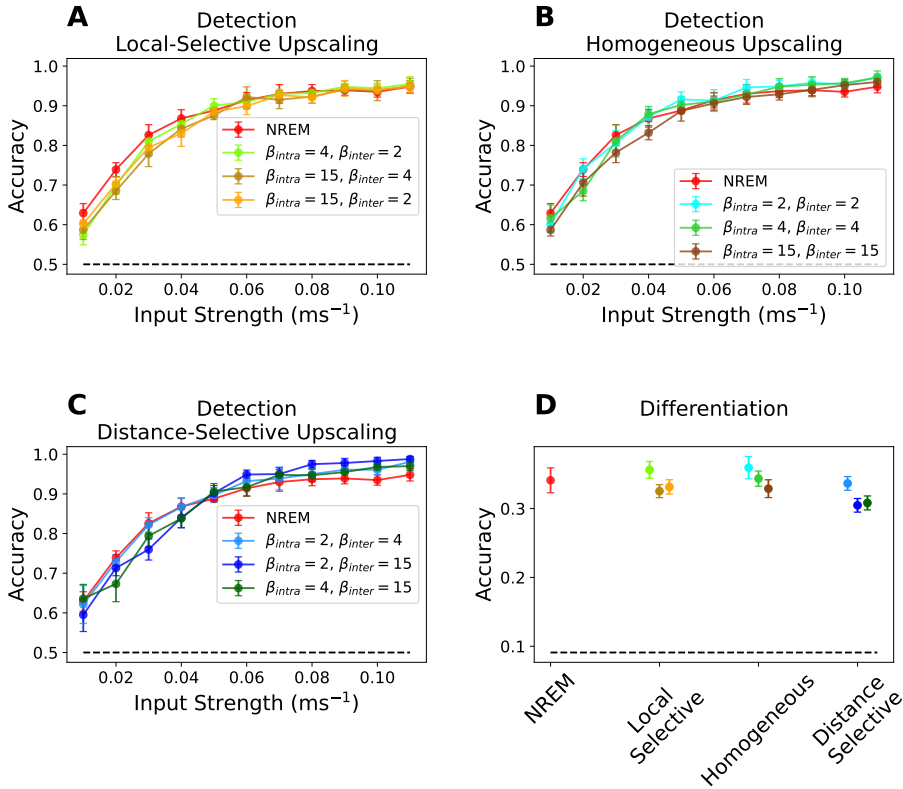 A
Detection
Local-Selective Upscaling
1.0
0.9
0.8
0.7
0.6
0.5
Accuracy
NREM
β_intra = 4, β_inter = 2
β_intra = 15, β_inter = 4
β_intra = 15, β_inter = 2
0.02 0.04 0.06 0.08 0.10
Input Strength (ms⁻¹)
B
Detection
Homogeneous Upscaling
1.0
0.9
0.8
0.7
0.6
0.5
Accuracy
NREM
β_intra = 2, β_inter = 2
β_intra = 4, β_inter = 4
β_intra = 15, β_inter = 15
0.02 0.04 0.06 0.08 0.10
Input Strength (ms⁻¹)
C
Detection
Distance-Selective Upscaling
1.0
0.9
0.8
0.7
0.6
0.5
Accuracy
NREM
β_intra = 2, β_inter = 4
β_intra = 2, β_inter = 15
β_intra = 4, β_inter = 15
0.02 0.04 0.06 0.08 0.10
Input Strength (ms⁻¹)
D
Differentiation
0.3
0.2
0.1
Accuracy
NREM
Local
Selective
Homogeneous
Distance
Selective